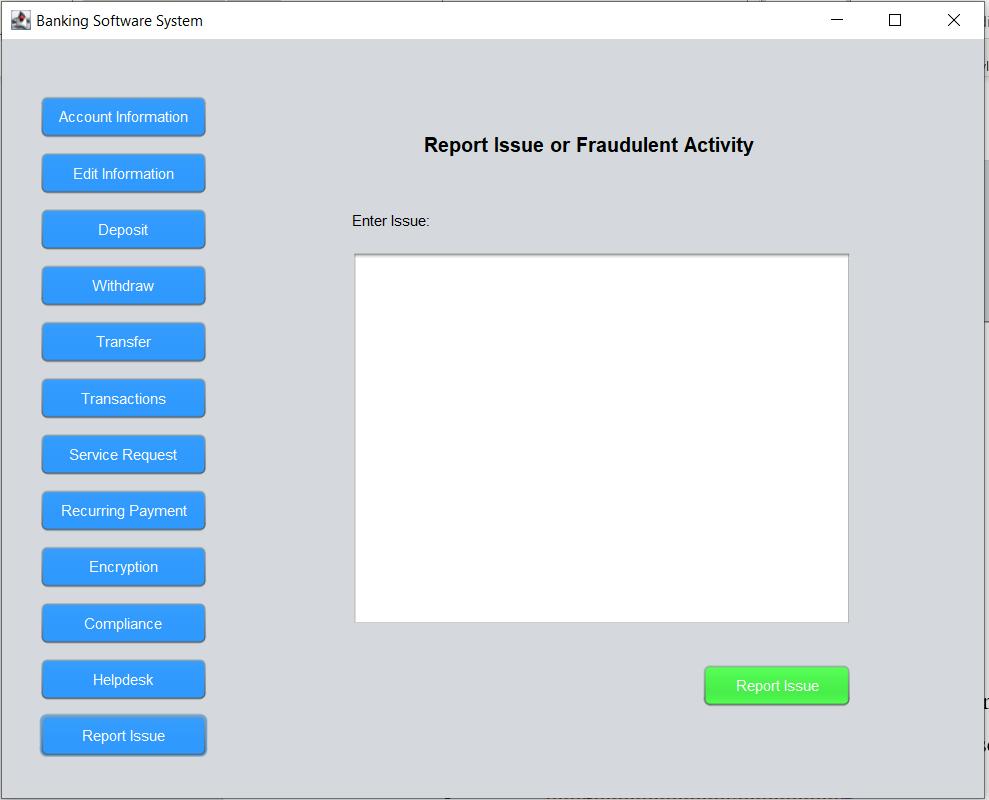 Banking Software System
Account Information
Edit Information
Deposit
Withdraw
Transfer
Transactions
Service Request
Recurring Payment
Encryption
Compliance
Helpdesk
Report Issue
Report Issue or Fraudulent Activity
Enter Issue:
Report Issue